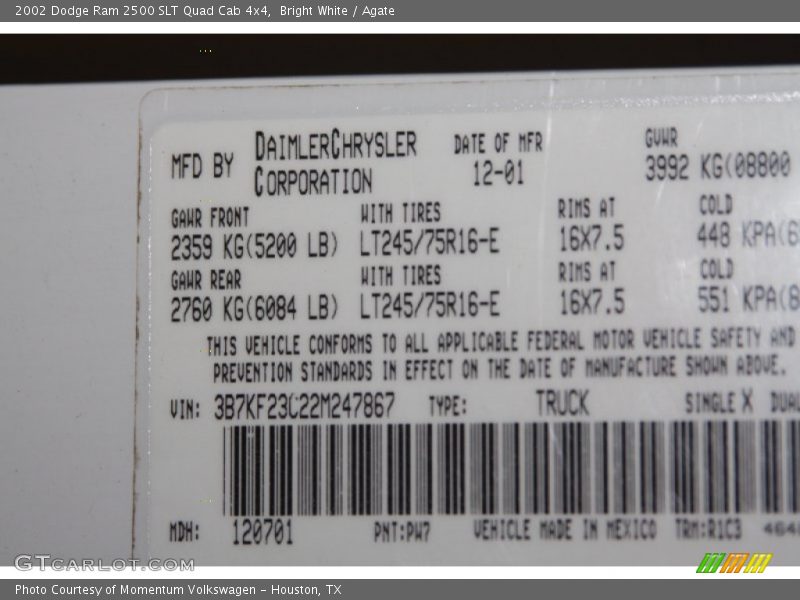 2002 Dodge Ram 2500 SLT Quad Cab 4x4,  Bright White / Agate
MFD BY DAIMLERCHRYSLER CORPORATION DATE OF MFR 12-01 GVWR 3992 KG(08800
GAWR FRONT WITH TIRES RIMS AT COLD
2359 KG(5200 LB) LT245/75R16-E 16X7.5 448 KPA(6
GAWR REAR WITH TIRES RIMS AT COLD
2760 KG(6084 LB) LT245/75R16-E 16X7.5 551 KPA(8
THIS VEHICLE CONFORMS TO ALL APPLICABLE FEDERAL MOTOR VEHICLE SAFETY AND
PREVENTION STANDARDS IN EFFECT ON THE DATE OF MANUFACTURE SHOWN ABOVE.
VIN: 3B7KF23C22M247867 TYPE: TRUCK SINGLE X DUAL
MDH: 120701 PNT:PW7 VEHICLE MADE IN MEXICO TRM:R1C3
GTcarlot.com
Photo Courtesy of Momentum Volkswagen - Houston, TX